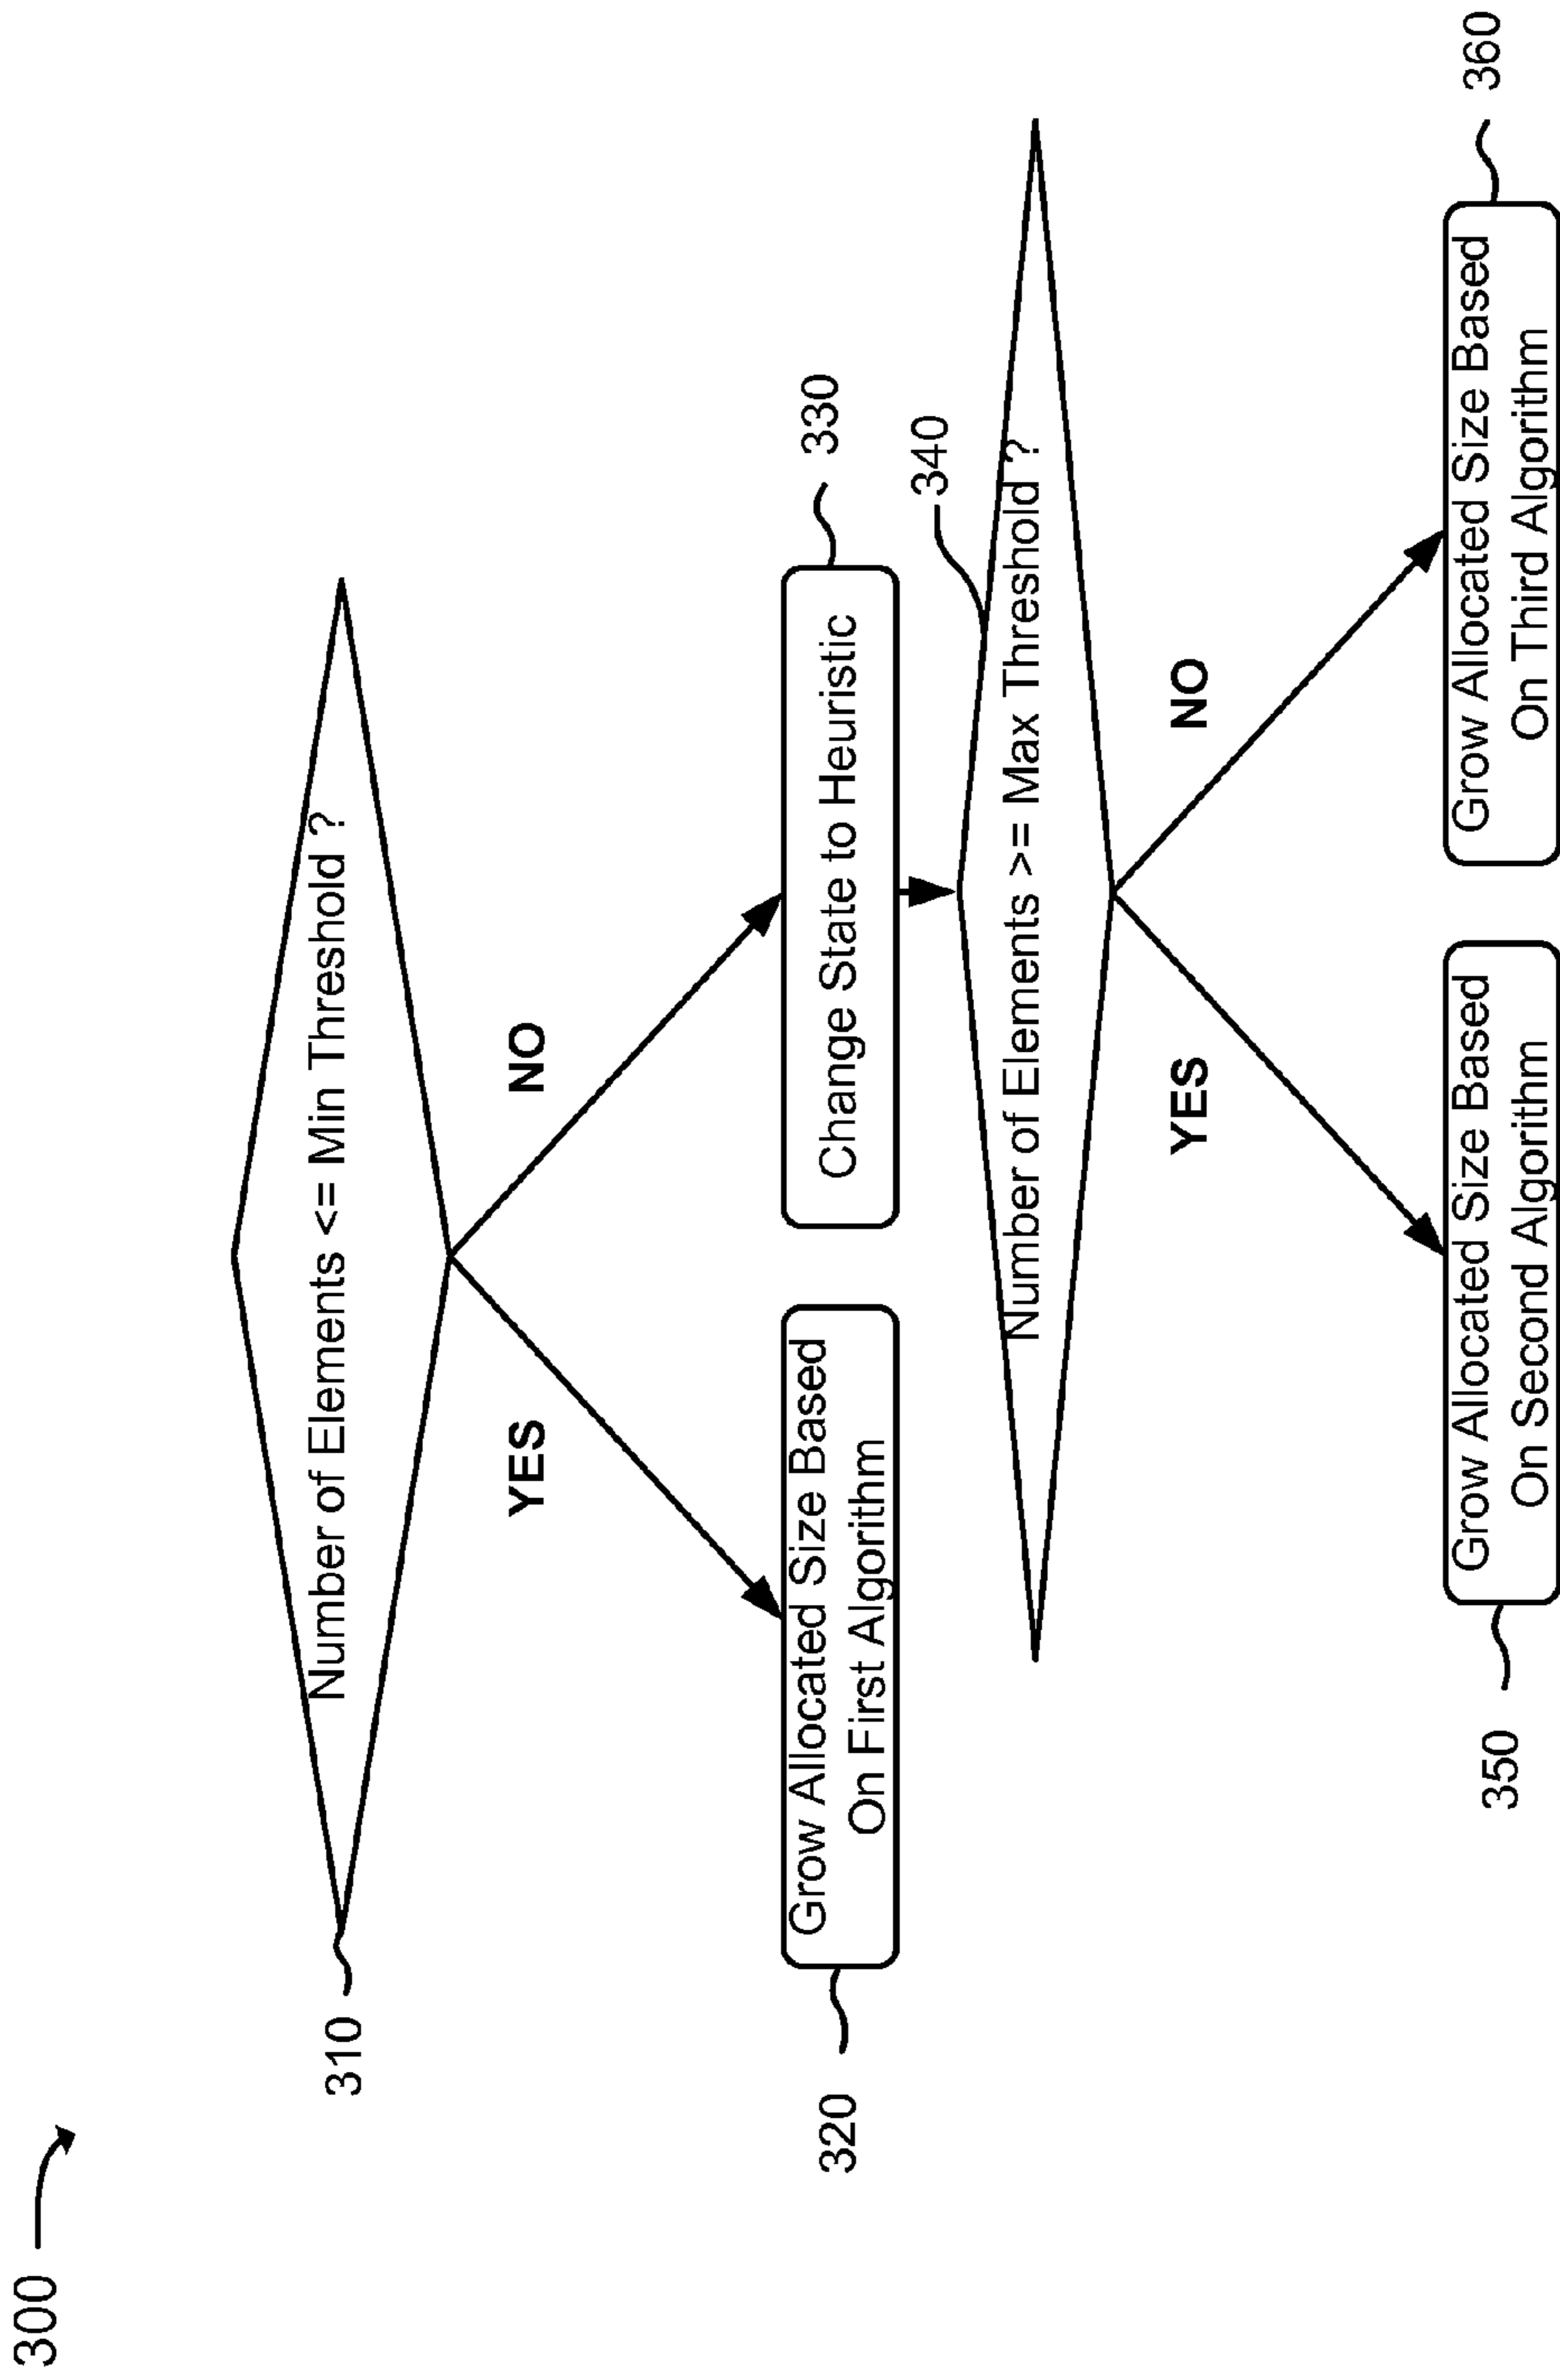 300
310
Number of Elements <= Min Threshold ?
YES
NO
320
Grow Allocated Size Based
On First Algorithm
Change State to Heuristic
330
340
Number of Elements >= Max Threshold ?
YES
NO
350
Grow Allocated Size Based
On Second Algorithm
Grow Allocated Size Based
On Third Algorithm
360